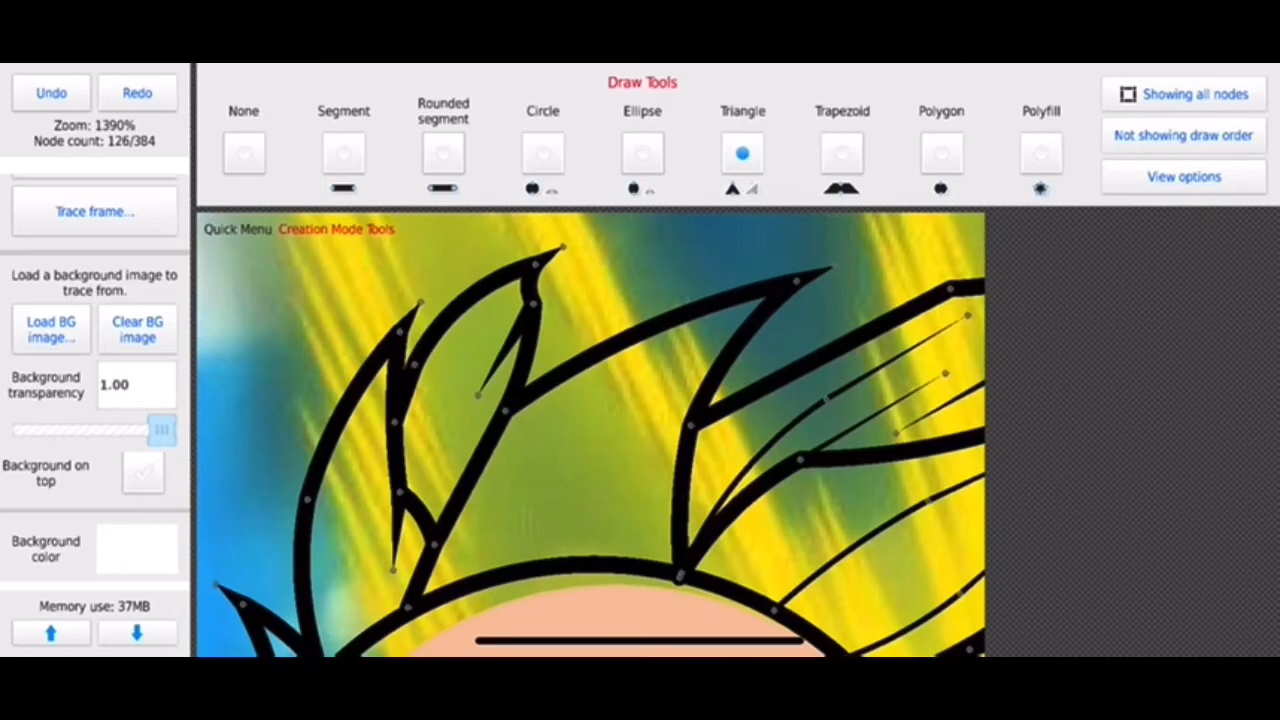 Undo
Redo
Zoom: 1390%
Node count: 126/384
Trace frame...
Load a background image to
trace from.
Load BG
image...
Clear BG
image
Background
transparency
1.00
Background on
top
Background
color
Memory use: 37MB
Draw Tools
None
Segment
Rounded
segment
Circle
Ellipse
Triangle
Trapezoid
Polygon
Polyfill
Showing all nodes
Not showing draw order
View options
Quick Menu Creation Mode Tools